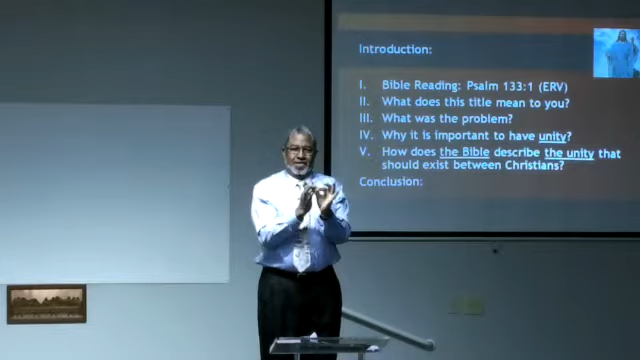 Introduction:
I. Bible Reading: Psalm 133:1 (ERV)
II. What does this title mean to you?
III. What was the problem?
IV. Why it is important to have unity?
V. How does the Bible describe the unity that
should exist between Christians?
Conclusion: